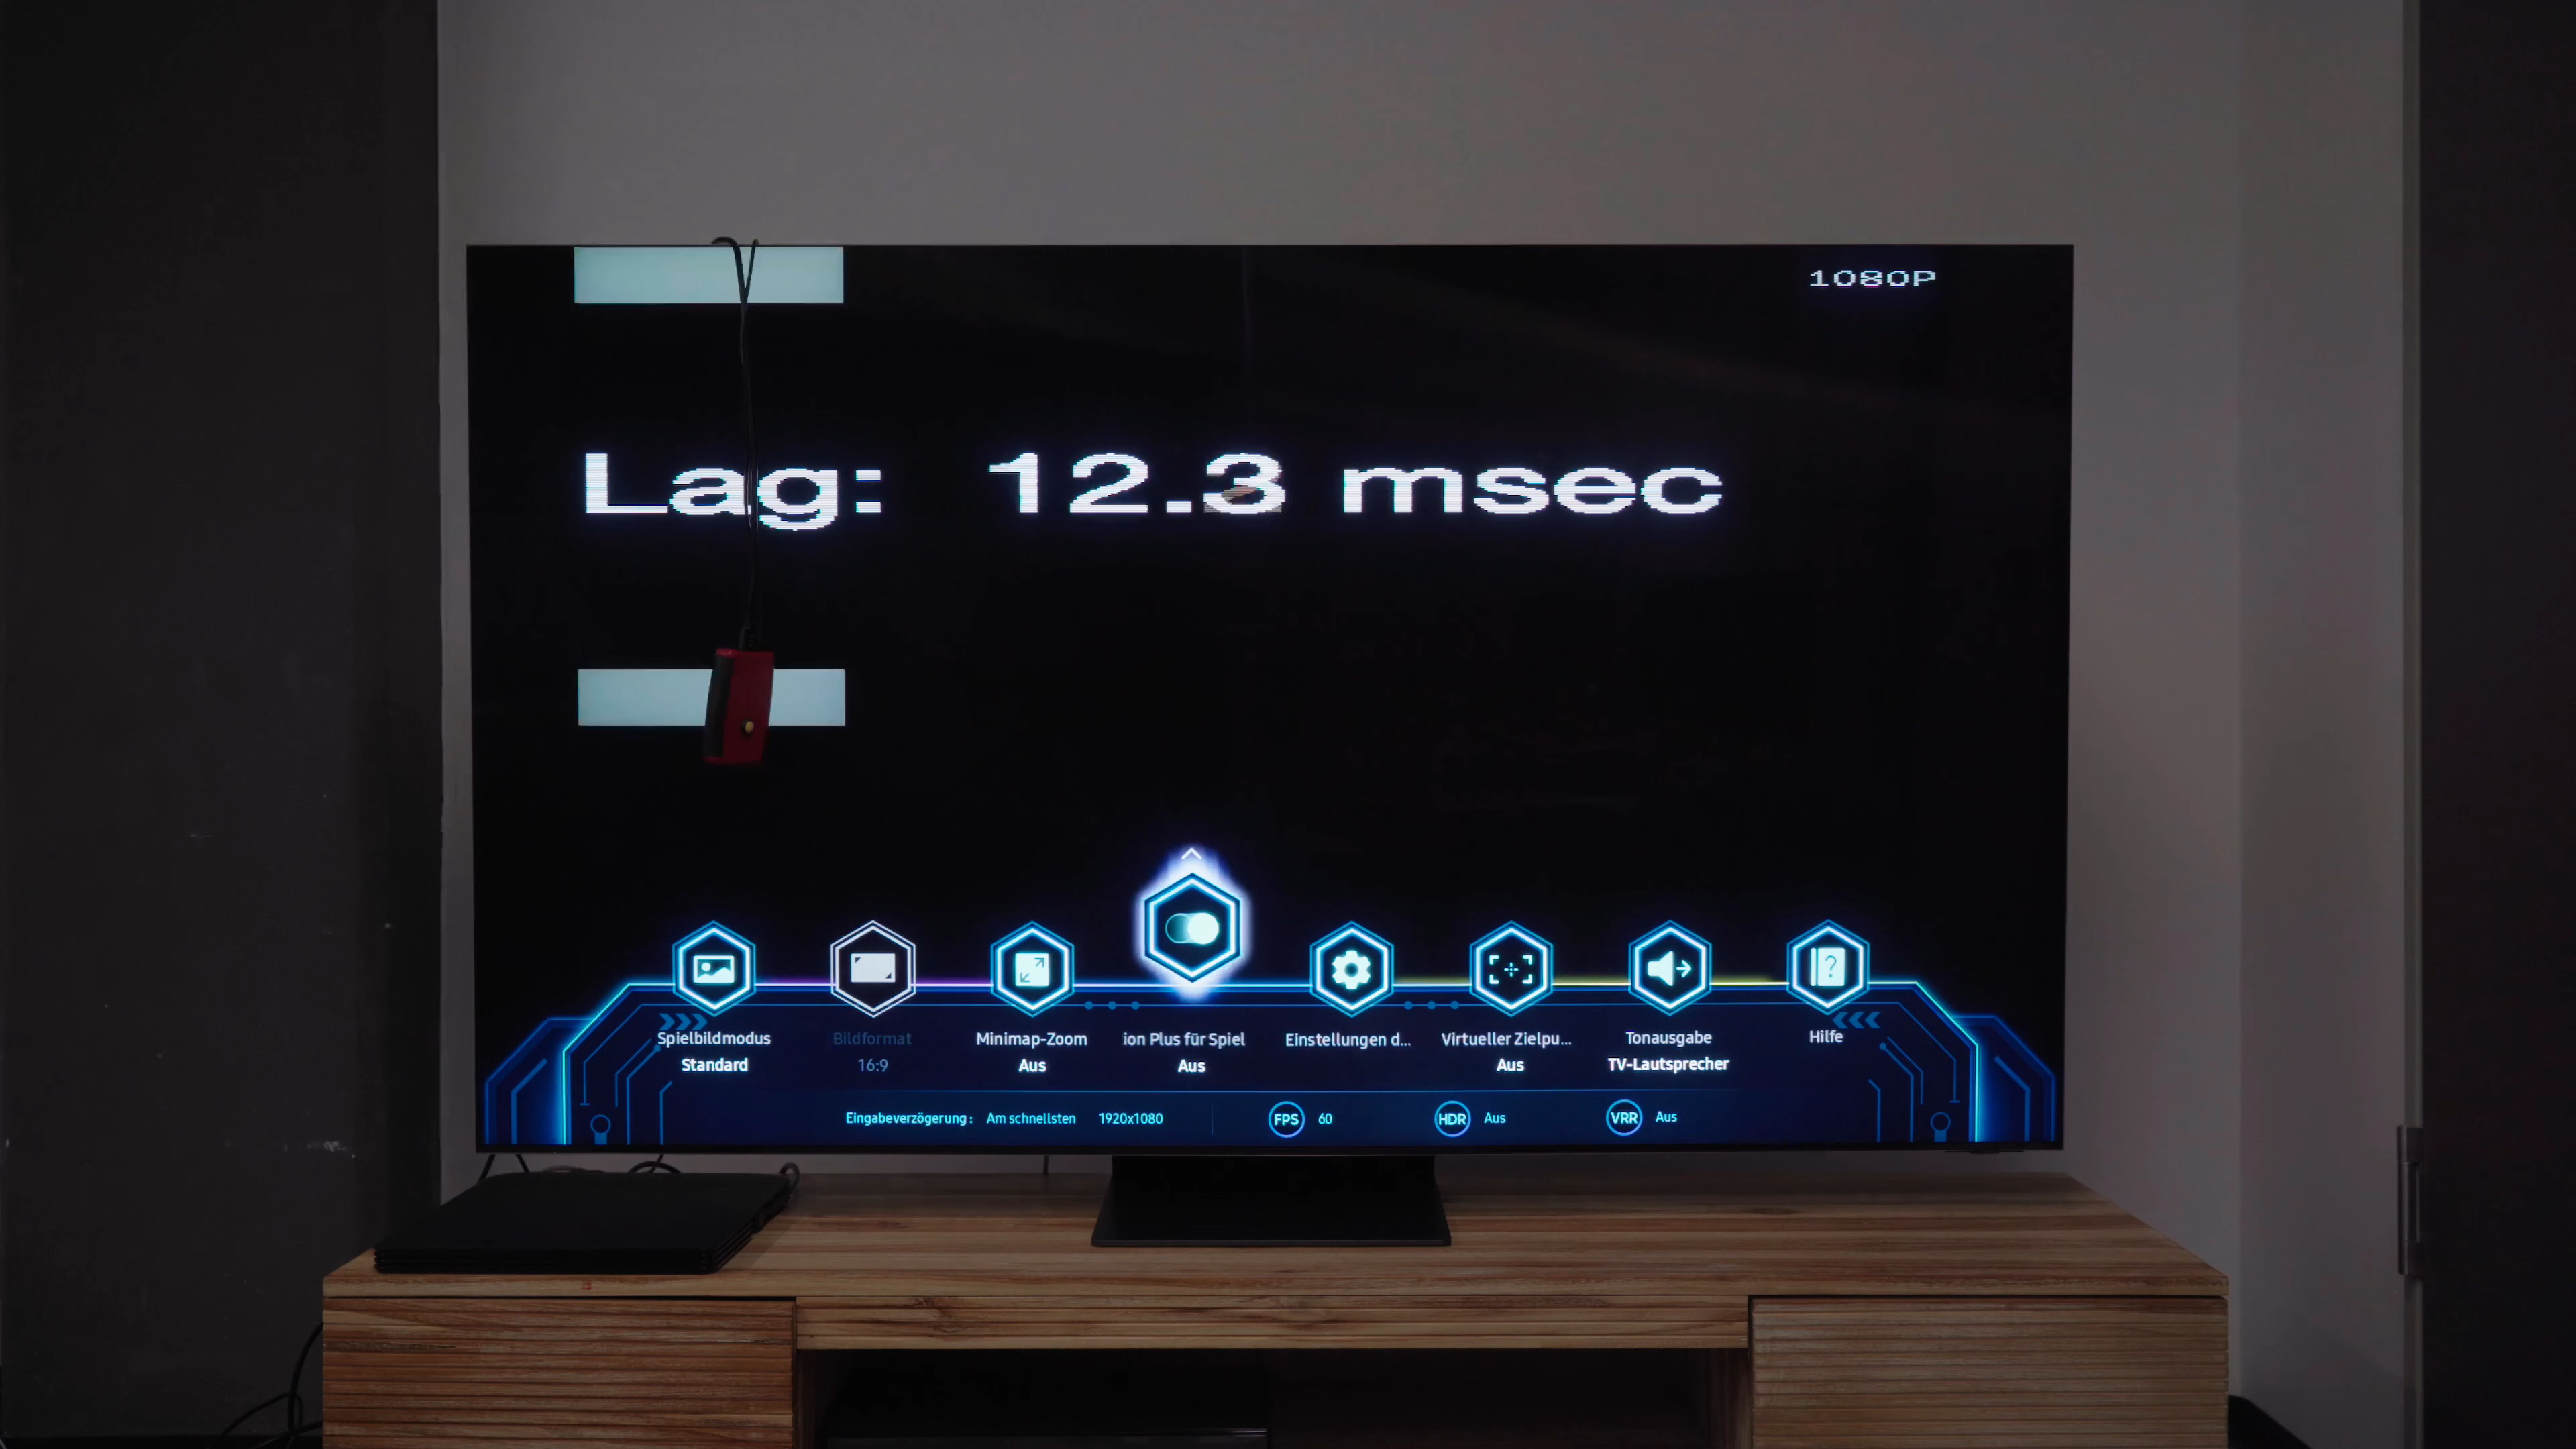 1080P
Lag: 12.3 msec
Spielbildmodus
Standard
Bildformat
16:9
Minimap-Zoom
Aus
ion Plus für Spiel
Aus
Einstellungen d...
Virtueller Zielpu...
Aus
Tonausgabe
TV-Lautsprecher
Hilfe
Eingabeverzögerung: Am schnellsten 1920x1080 FPS 60 HDR Aus VRR Aus